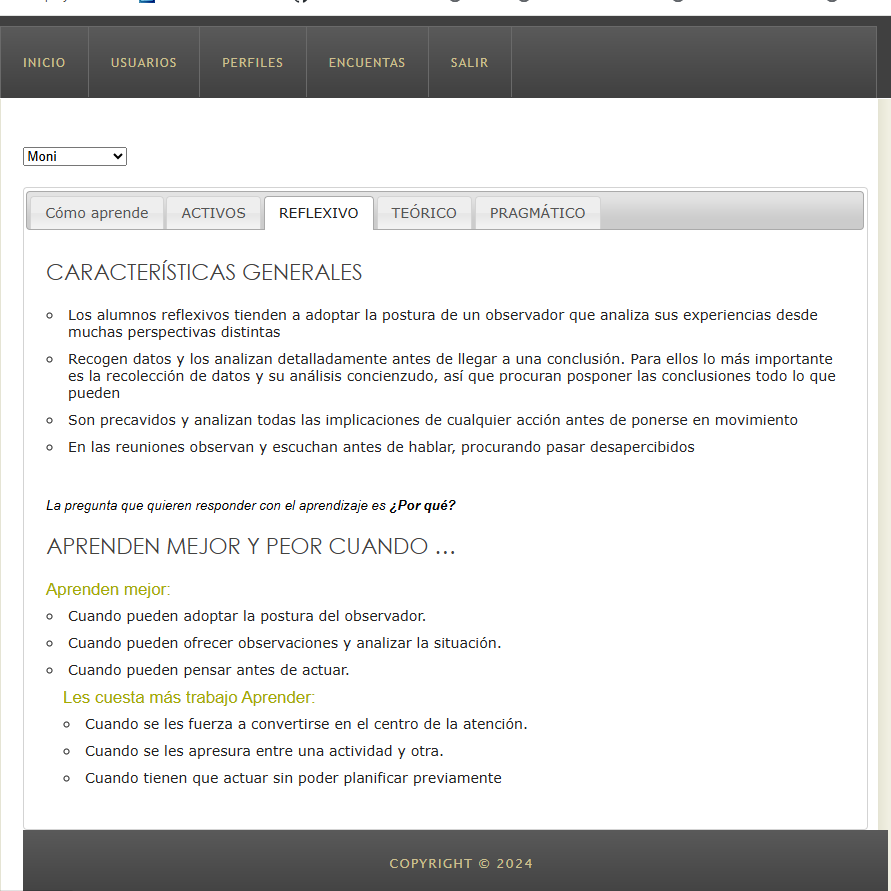 INICIO USUARIOS PERFILES ENCUENTAS SALIR
Moni
Cómo aprende ACTIVOS REFLEXIVO TEÓRICO PRAGMÁTICO
CARACTERÍSTICAS GENERALES
Los alumnos reflexivos tienden a adoptar la postura de un observador que analiza sus experiencias desde
muchas perspectivas distintas
Recogen datos y los analizan detalladamente antes de llegar a una conclusión. Para ellos lo más importante
es la recolección de datos y su análisis concienzudo, así que procuran posponer las conclusiones todo lo que
pueden
Son precavidos y analizan todas las implicaciones de cualquier acción antes de ponerse en movimiento
En las reuniones observan y escuchan antes de hablar, procurando pasar desapercibidos
La pregunta que quieren responder con el aprendizaje es ¿Por qué?
APRENDEN MEJOR Y PEOR CUANDO ...
Aprenden mejor:
Cuando pueden adoptar la postura del observador.
Cuando pueden ofrecer observaciones y analizar la situación.
Cuando pueden pensar antes de actuar.
Les cuesta más trabajo Aprender:
Cuando se les fuerza a convertirse en el centro de la atención.
Cuando se les apresura entre una actividad y otra.
Cuando tienen que actuar sin poder planificar previamente
COPYRIGHT © 2024